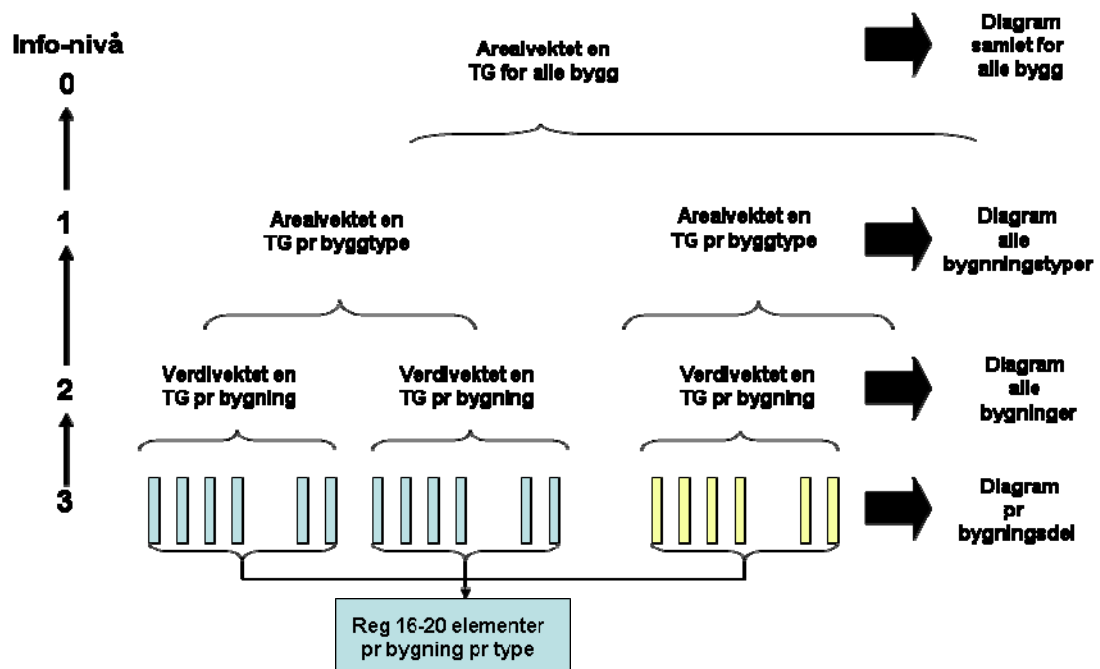 Info-nivå
0
Arealvektet en
TG for alle bygg
Diagram
samlet for
alle bygg
1
Arealvektet en
TG pr byggtype
Arealvektet en
TG pr byggtype
Diagram
alle
bygnningstyper
2
Verdivektet en
TG pr bygning
Verdivektet en
TG pr bygning
Verdivektet en
TG pr bygning
Diagram
alle
bygninger
3
Diagram
pr
bygningsdel
Reg 16-20 elementer
pr bygning pr type